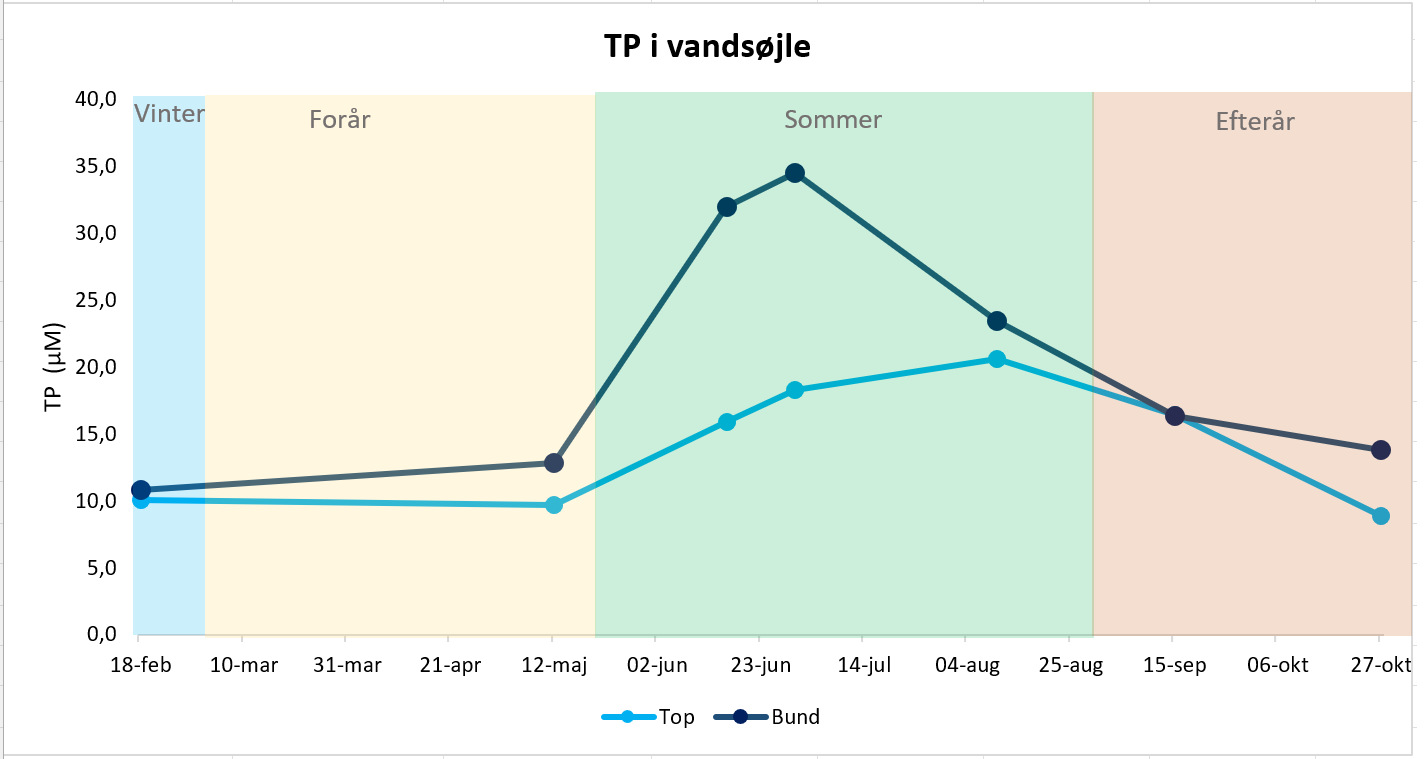 TP i vandsøjle
Vinter Forår Sommer Efterår
40,0
35,0
30,0
25,0
20,0
15,0
10,0
5,0
0,0
TP (µM)
18-feb 10-mar 31-mar 21-apr 12-maj 02-jun 23-jun 14-jul 04-aug 25-aug 15-sep 06-okt 27-okt
Top Bund